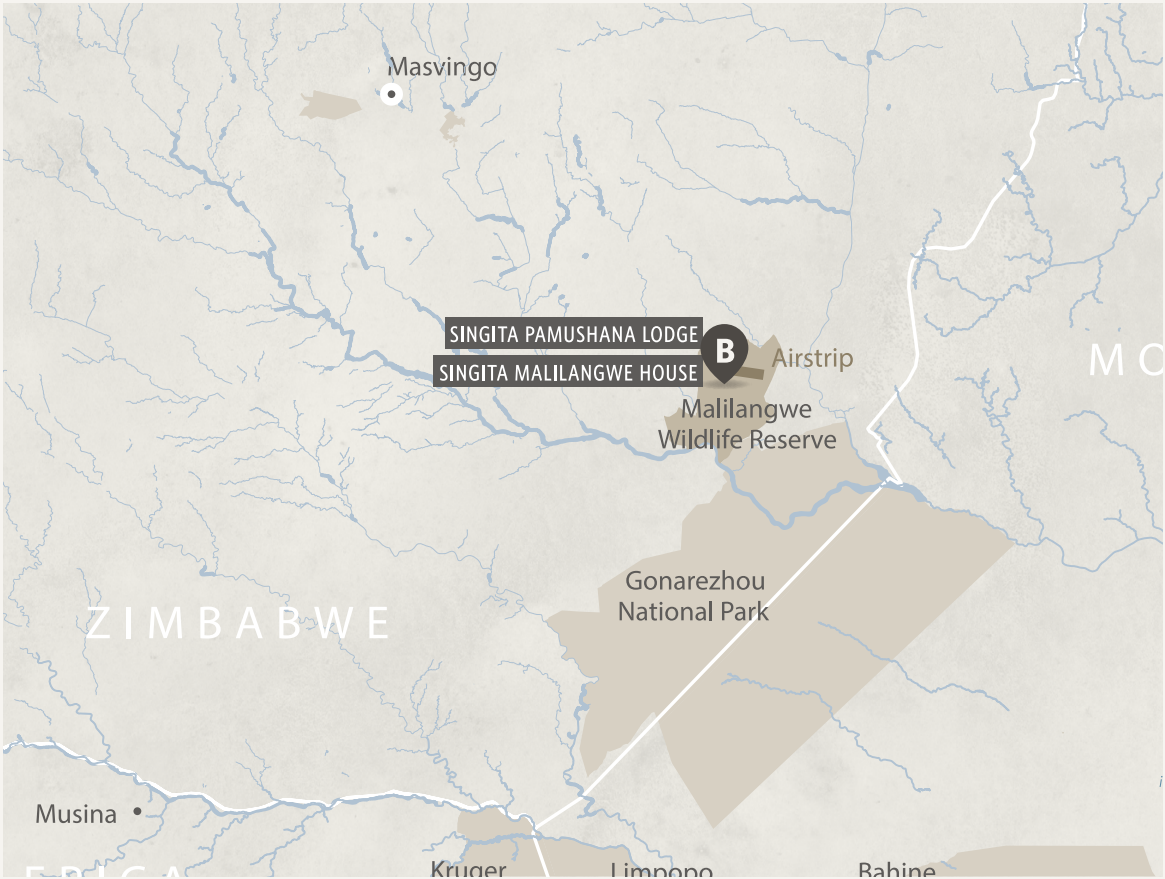 Masvingo
SINGITA PAMUSHANA LODGE
B
SINGITA MALILANGWE HOUSE
Airstrip
MO
Malilangwe
Wildlife Reserve
Gonarezhou
National Park
ZIMBABWE
Musina
Kruger
Limpopo
Bahine